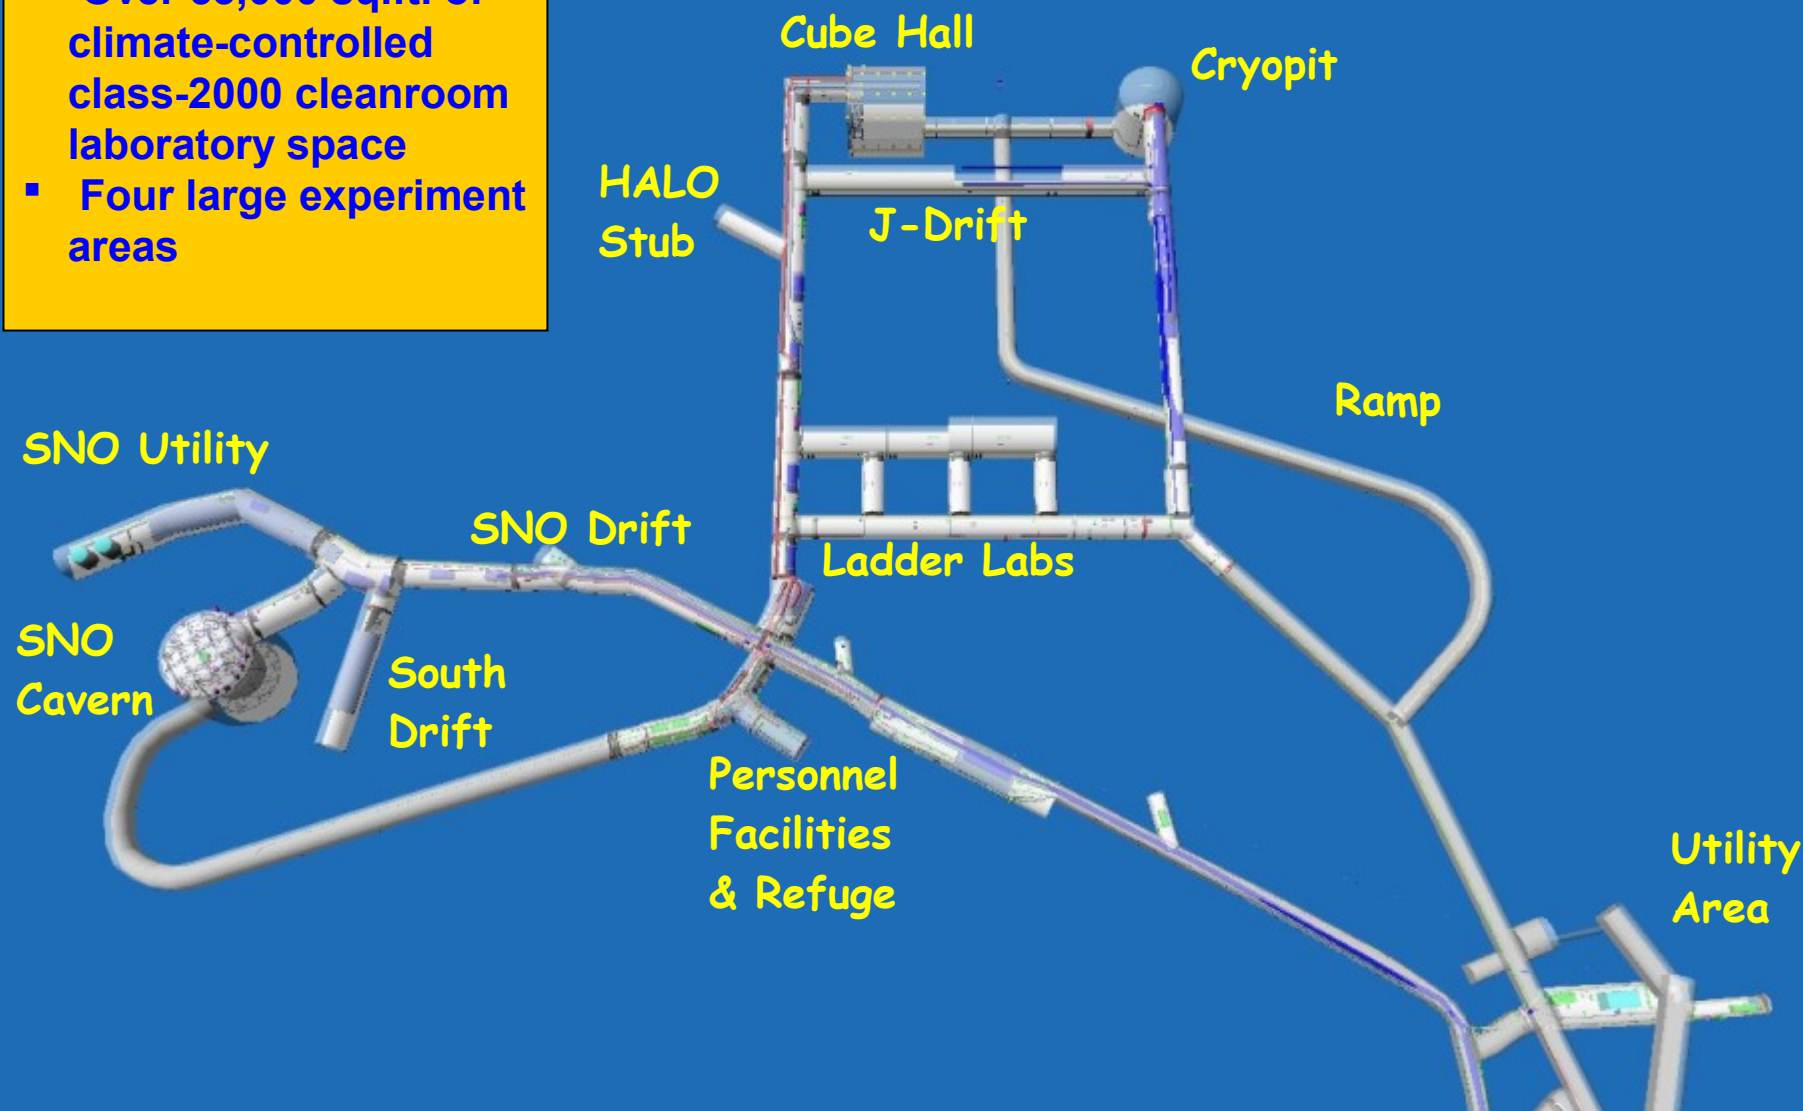 climate-controlled
class-2000 cleanroom
laboratory space
▪ Four large experiment
areas
Cube Hall
Cryopit
HALO
Stub
J-Drift
Ramp
SNO Utility
SNO Drift
Ladder Labs
SNO
Cavern
South
Drift
Personnel
Facilities
& Refuge
Utility
Area